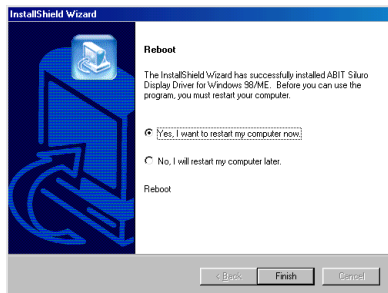 InstallShield Wizard
Reboot
The InstallShield Wizard has successfully installed ABIT Siluro
Display Driver for Windows 98/ME. Before you can use the
program, you must restart your computer.
Yes, I want to restart my computer now.
No, I will restart my computer later.
Reboot
< Back Finish Cancel